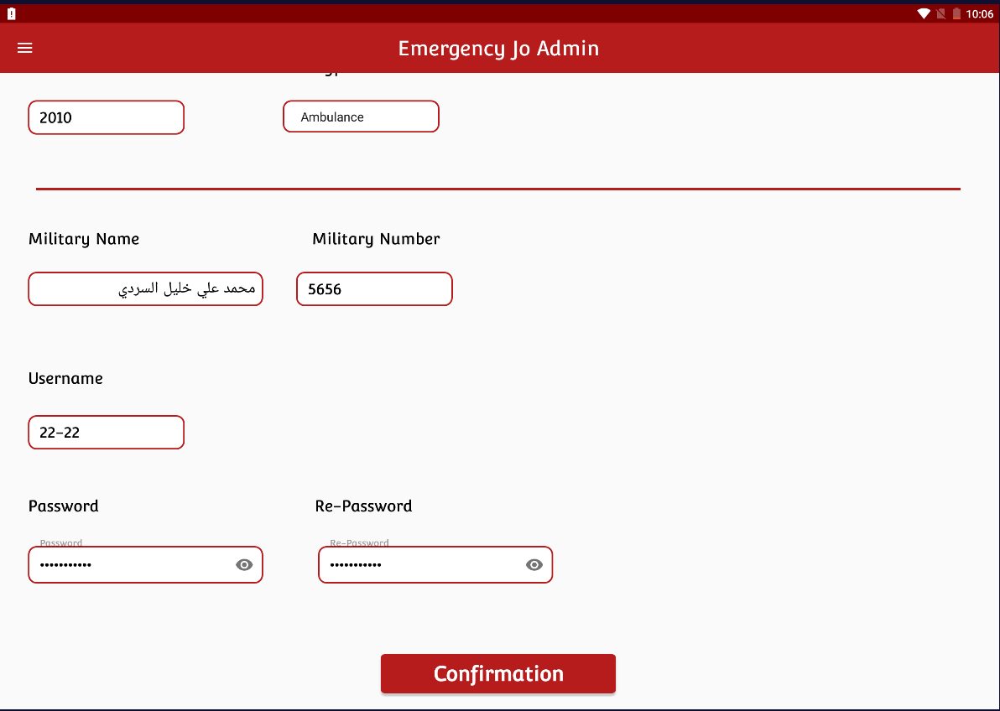 10:06
Emergency Jo Admin
2010
Ambulance
Military Name
Military Number
محمد علي خليل السردي
5656
Username
22-22
Password
Re-Password
Password
Re-Password
•••••••••••
•••••••••••
Confirmation